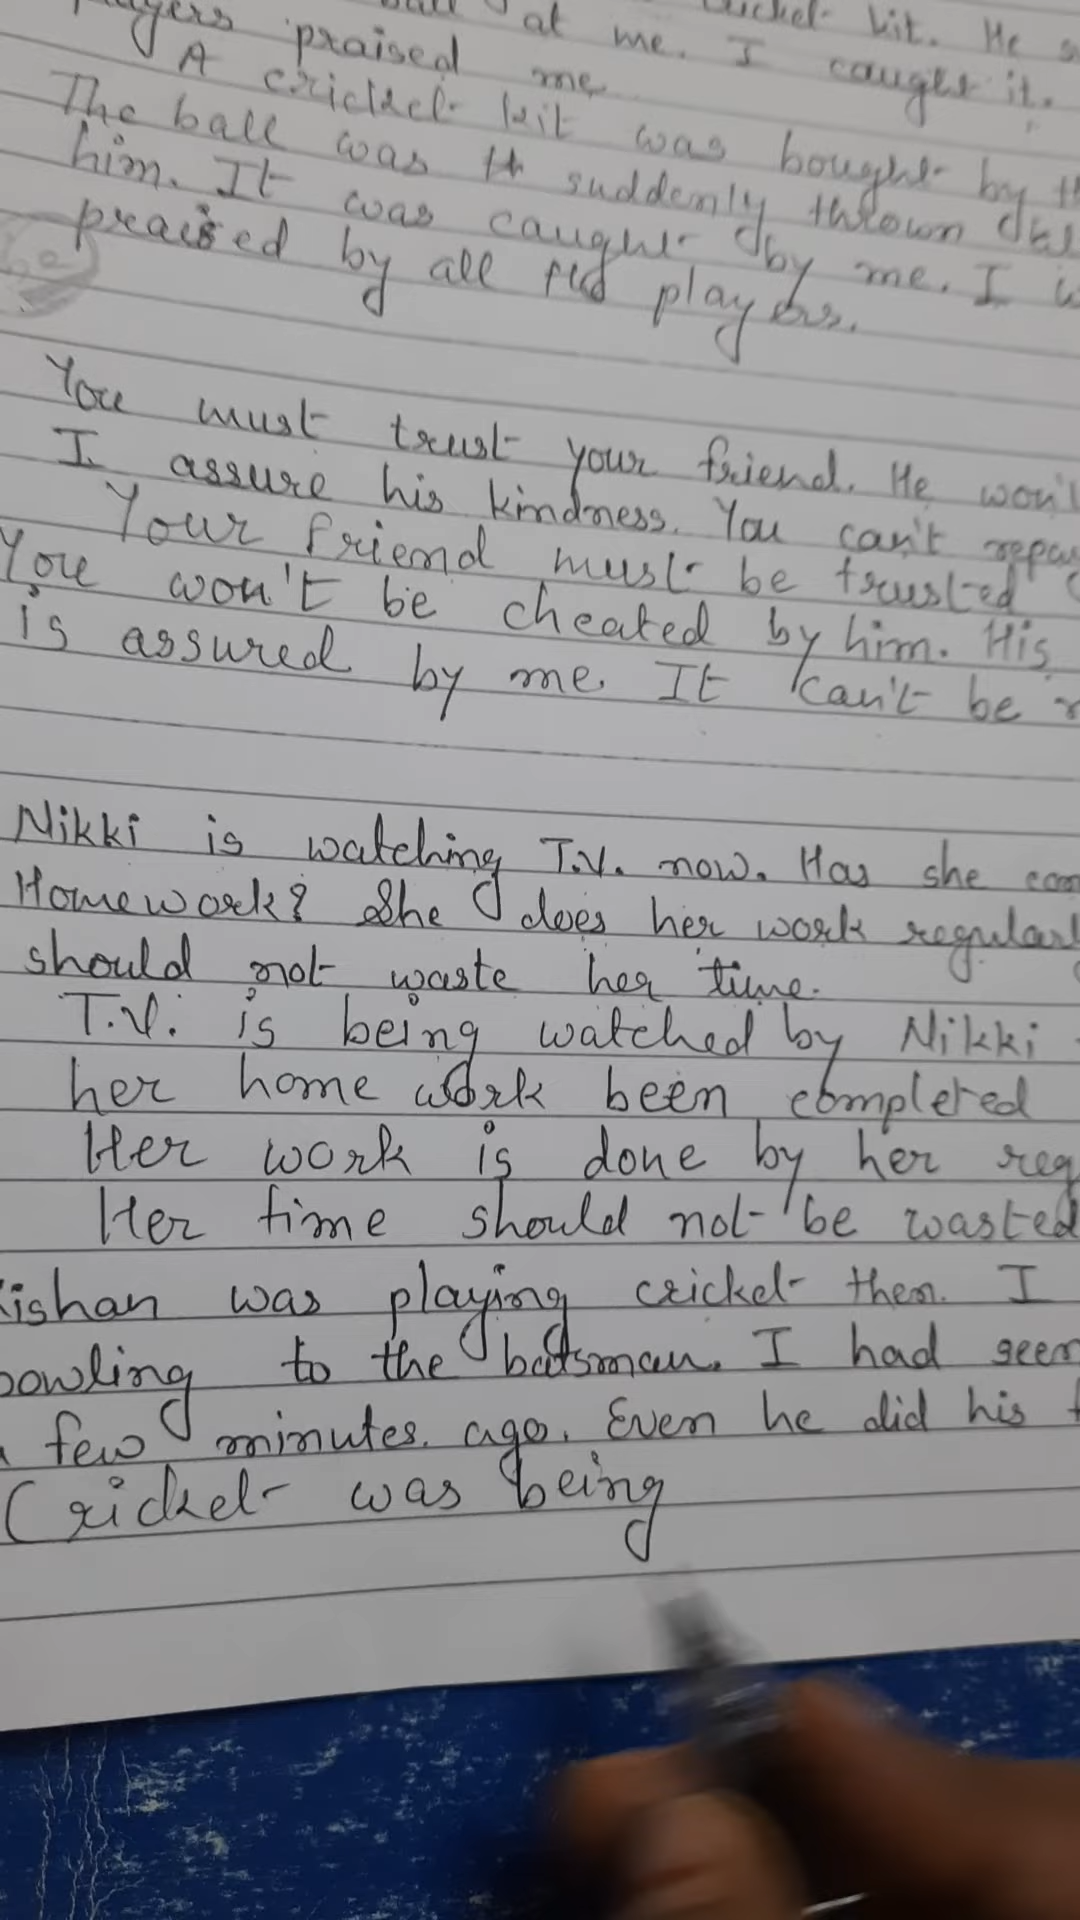 praised me at me. I caught it.
A cricket kit was bought by
The ball was suddenly thrown
him. It was caught by me. I
praised by all players.
You must trust your friend. He won't
I assure his kindness. You can't
Your friend must be trusted
You won't be cheated by him. His
is assured by me. It can't be
Nikki is watching T.V. now. Has she
Homework? She does her work
should not waste her time.
T.V. is being watched by Nikki
her home work been completed
Her work is done by her
Her time should not be wasted
was playing cricket then. I
to the batsman. I had
few minutes. ago. Even he did his
Cricket was being